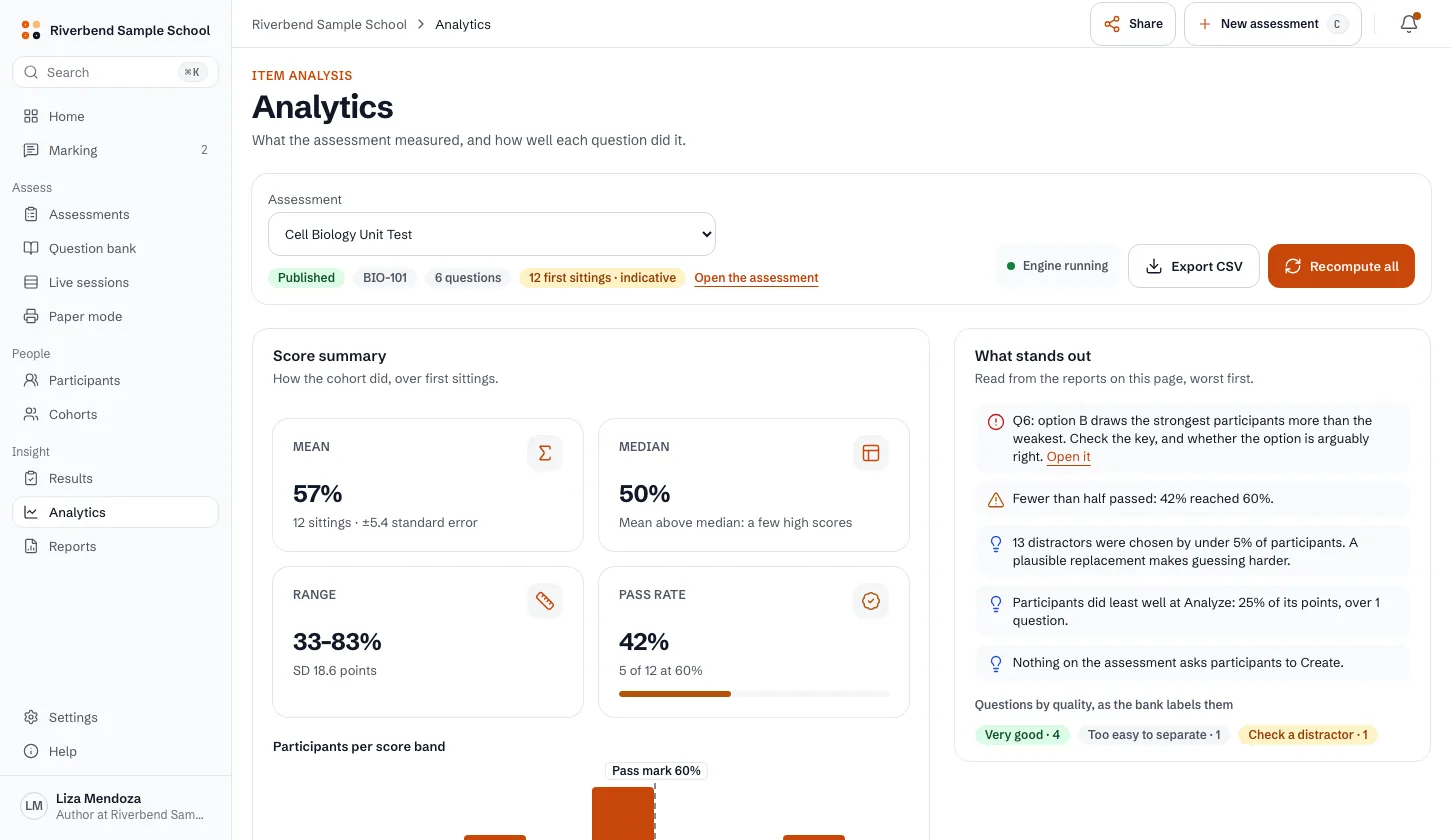 Riverbend Sample School
Search ⌘K
Home
Marking 2
Assess
Assessments
Question bank
Live sessions
Paper mode
People
Participants
Cohorts
Insight
Results
Analytics
Reports
Settings
Help
LM
Liza Mendoza
Author at Riverbend Sam...
Riverbend Sample School > Analytics
Share
New assessment C
ITEM ANALYSIS
Analytics
What the assessment measured, and how well each question did it.
Assessment
Cell Biology Unit Test
Published BIO-101 6 questions 12 first sittings · indicative Open the assessment
Engine running
Export CSV
Recompute all
Score summary
How the cohort did, over first sittings.
MEAN
57%
12 sittings · ±5.4 standard error
MEDIAN
50%
Mean above median: a few high scores
RANGE
33–83%
SD 18.6 points
PASS RATE
42%
5 of 12 at 60%
Participants per score band
Pass mark 60%
What stands out
Read from the reports on this page, worst first.
Q6: option B draws the strongest participants more than the
weakest. Check the key, and whether the option is arguably
right. Open it
Fewer than half passed: 42% reached 60%.
13 distractors were chosen by under 5% of participants. A
plausible replacement makes guessing harder.
Participants did least well at Analyze: 25% of its points, over 1
question.
Nothing on the assessment asks participants to Create.
Questions by quality, as the bank labels them
Very good · 4 Too easy to separate · 1 Check a distractor · 1